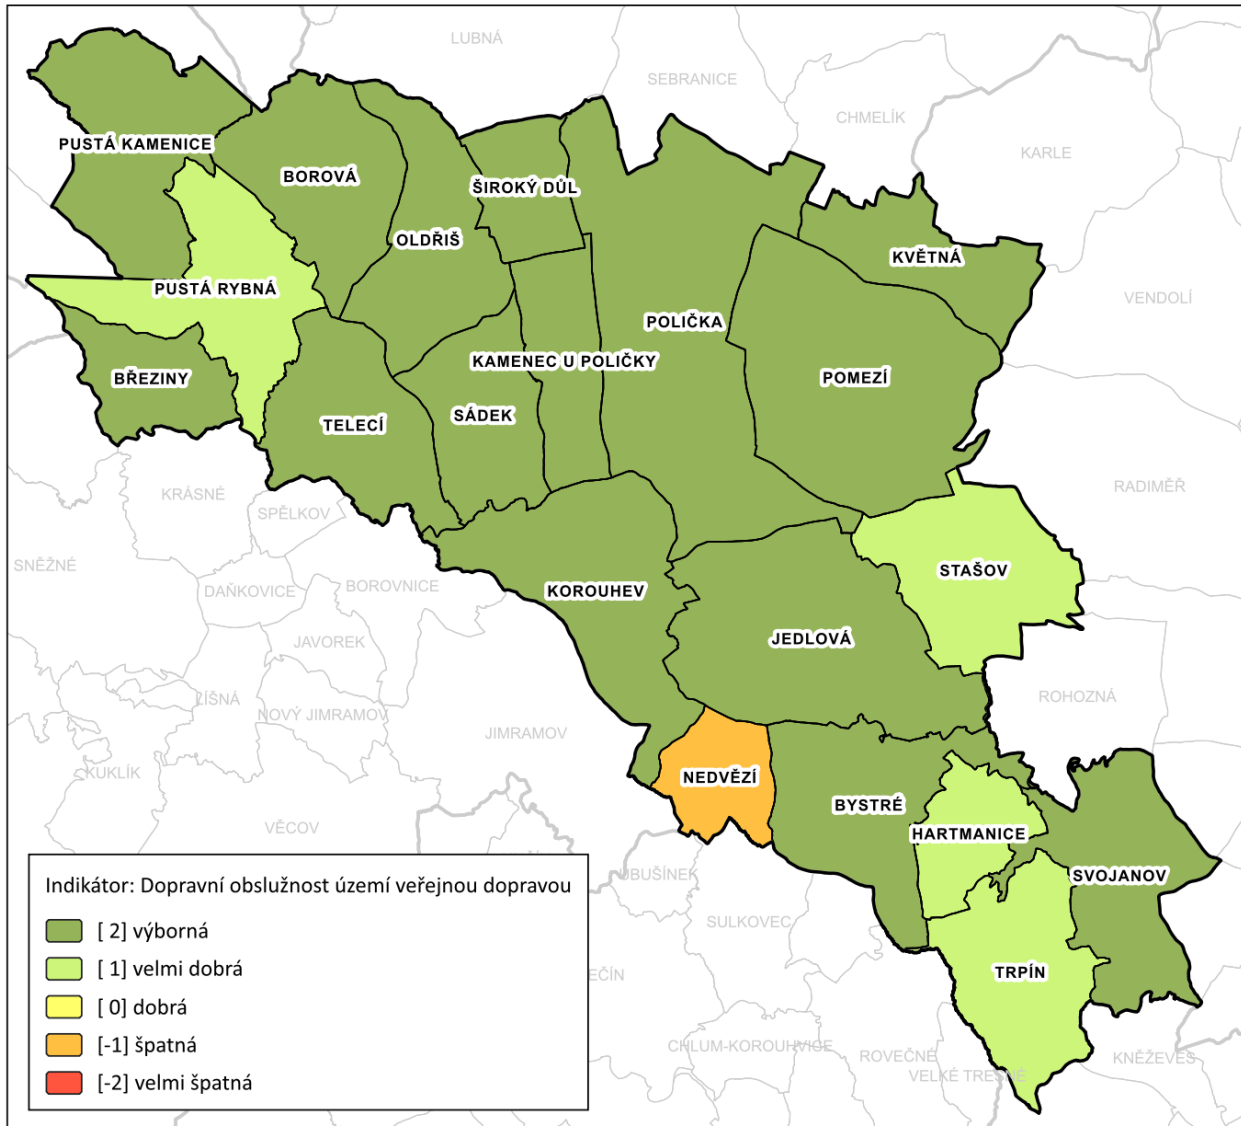 LUBNÁ
SEBRANICE
CHMELÍK
KARLE
PUSTÁ KAMENICE
BOROVÁ
ŠIROKÝ DŮL
OLDŘIŠ
KVĚTNÁ
PUSTÁ RYBNÁ
VENDOLÍ
POLIČKA
KAMENEC U POLIČKY
BŘEZINY
POMEZÍ
SÁDEK
TELECÍ
KRÁSNÉ
RADIMĚŘ
SPĚLKOV
SNĚŽNÉ
STAŠOV
BOROVNICE
DAŇKOVICE
KOROUHEV
JAVOREK
JEDLOVÁ
LÍŠNÁ
ROHOZNÁ
NOVÝ JIMRAMOV
JIMRAMOV
KUKLÍK
NEDVĚZÍ
BYSTRÉ
VĚCOV
HARTMANICE
UBUŠÍNEK
SVOJANOV
SULKOVEC
EČÍN
TRPÍN
CHLUM-KOROUHVICE
ROVEČNÉ
KNĚŽEVES
VELKÉ TRESNÉ
Indikátor: Dopravní obslužnost území veřejnou dopravou
[ 2] výborná
[ 1] velmi dobrá
[ 0] dobrá
[-1] špatná
[-2] velmi špatná